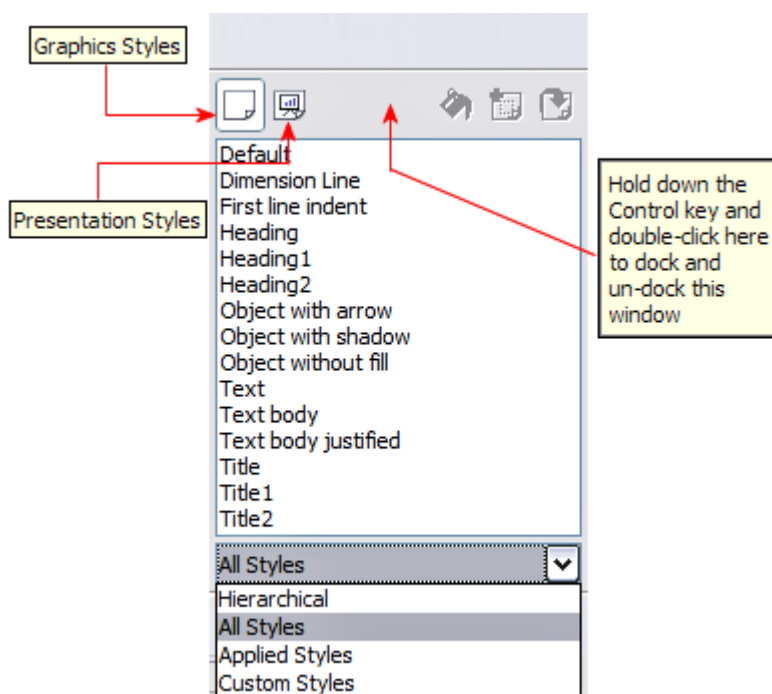 Graphics Styles
Presentation Styles
Default
Dimension Line
First line indent
Heading
Heading1
Heading2
Object with arrow
Object with shadow
Object without fill
Text
Text body
Text body justified
Title
Title1
Title2
Hold down the
Control key and
double-click here
to dock and
un-dock this
window
All Styles
Hierarchical
All Styles
Applied Styles
Custom Styles